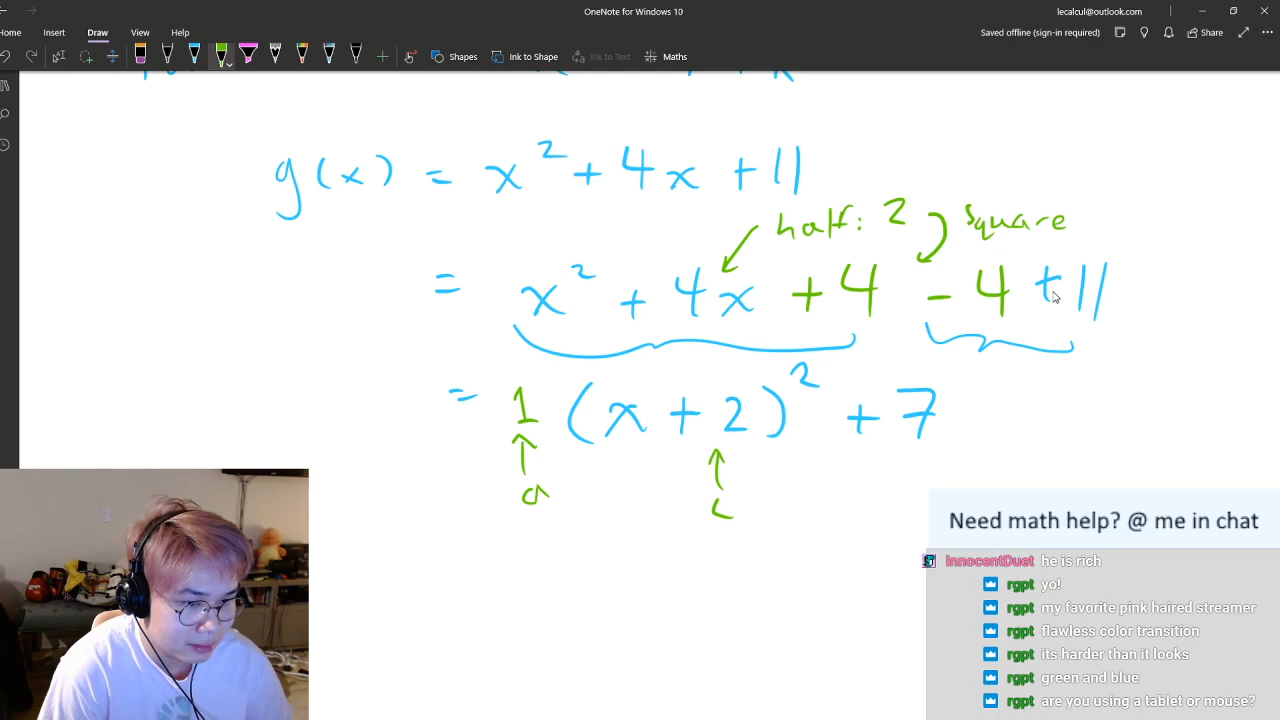 OneNote for Windows 10
lecalcul@outlook.com
Home Insert Draw View Help
Saved offline (sign-in required) Share
Shapes Ink to Shape Ink to Text Maths
g(x) = x² + 4x + 11
half: 2 square
= x² + 4x + 4 - 4 + 11
= 1 (x + 2)² + 7
a c
Need math help? @ me in chat
InnocentDuet he is rich
rgpt yo!
rgpt my favorite pink haired streamer
rgpt flawless color transition
rgpt its harder than it looks
rgpt green and blue
rgpt are you using a tablet or mouse?